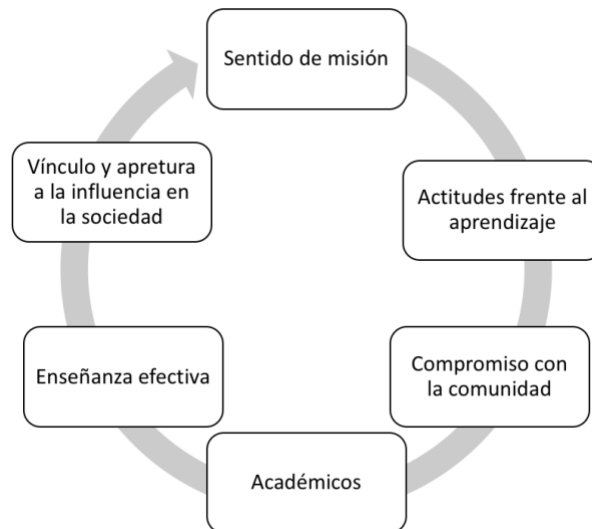 Sentido de misión
Actitudes frente al
aprendizaje
Compromiso con
la comunidad
Académicos
Enseñanza efectiva
Vínculo y apretura
a la influencia en
la sociedad